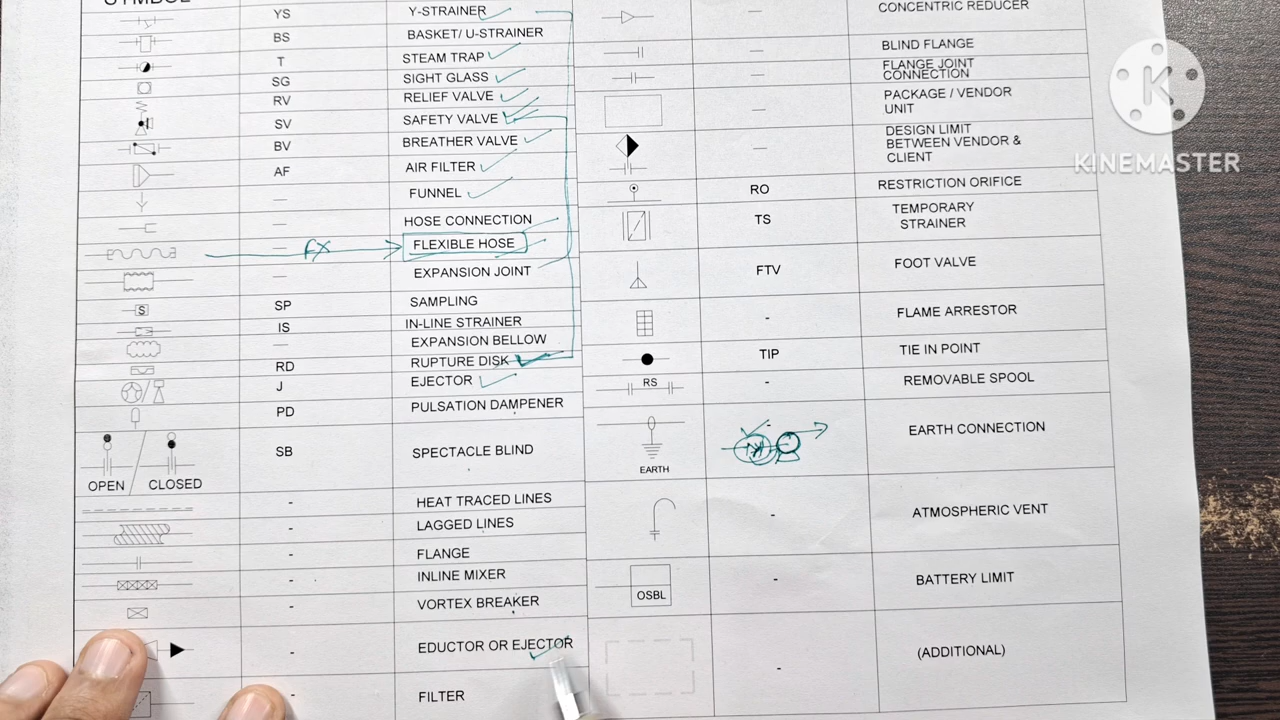 SYMBOL
YS Y-STRAINER
BS BASKET/ U-STRAINER
T STEAM TRAP
SG SIGHT GLASS
RV RELIEF VALVE
SV SAFETY VALVE
BV BREATHER VALVE
AF AIR FILTER
— FUNNEL
— HOSE CONNECTION
— FX FLEXIBLE HOSE
— EXPANSION JOINT
S SP SAMPLING
IS IN-LINE STRAINER
— EXPANSION BELLOW
RD RUPTURE DISK
J EJECTOR
PD PULSATION DAMPENER
OPEN CLOSED SB SPECTACLE BLIND
- HEAT TRACED LINES
- LAGGED LINES
- FLANGE
- INLINE MIXER
- VORTEX BREAKER
- EDUCTOR OR EJECTOR
- FILTER
— CONCENTRIC REDUCER
— BLIND FLANGE
— FLANGE JOINT
CONNECTION
— PACKAGE / VENDOR
UNIT
— DESIGN LIMIT
BETWEEN VENDOR &
CLIENT
RO RESTRICTION ORIFICE
TS TEMPORARY
STRAINER
FTV FOOT VALVE
- FLAME ARRESTOR
TIP TIE IN POINT
RS - REMOVABLE SPOOL
EARTH - EARTH CONNECTION
- ATMOSPHERIC VENT
OSBL - BATTERY LIMIT
- (ADDITIONAL)
K
KINEMASTER